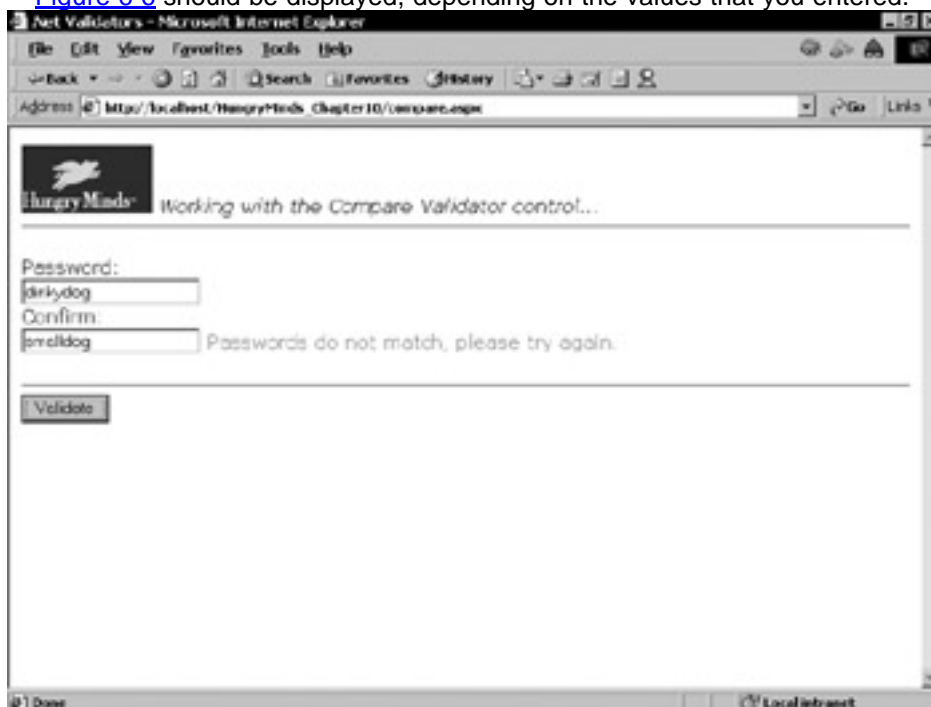 Figure 6-6 should be displayed, depending on the values that you entered.
.Net Validators - Microsoft Internet Explorer
File Edit View Favorites Tools Help
Back Search Favorites History
Address http://localhost/HungryMinds_Chapter10/compare.aspx Go Links
Hungry Minds
Working with the Compare Validator control...
Password:
dirkydog
Confirm:
smalldog Passwords do not match, please try again.
Validate
Done Local intranet